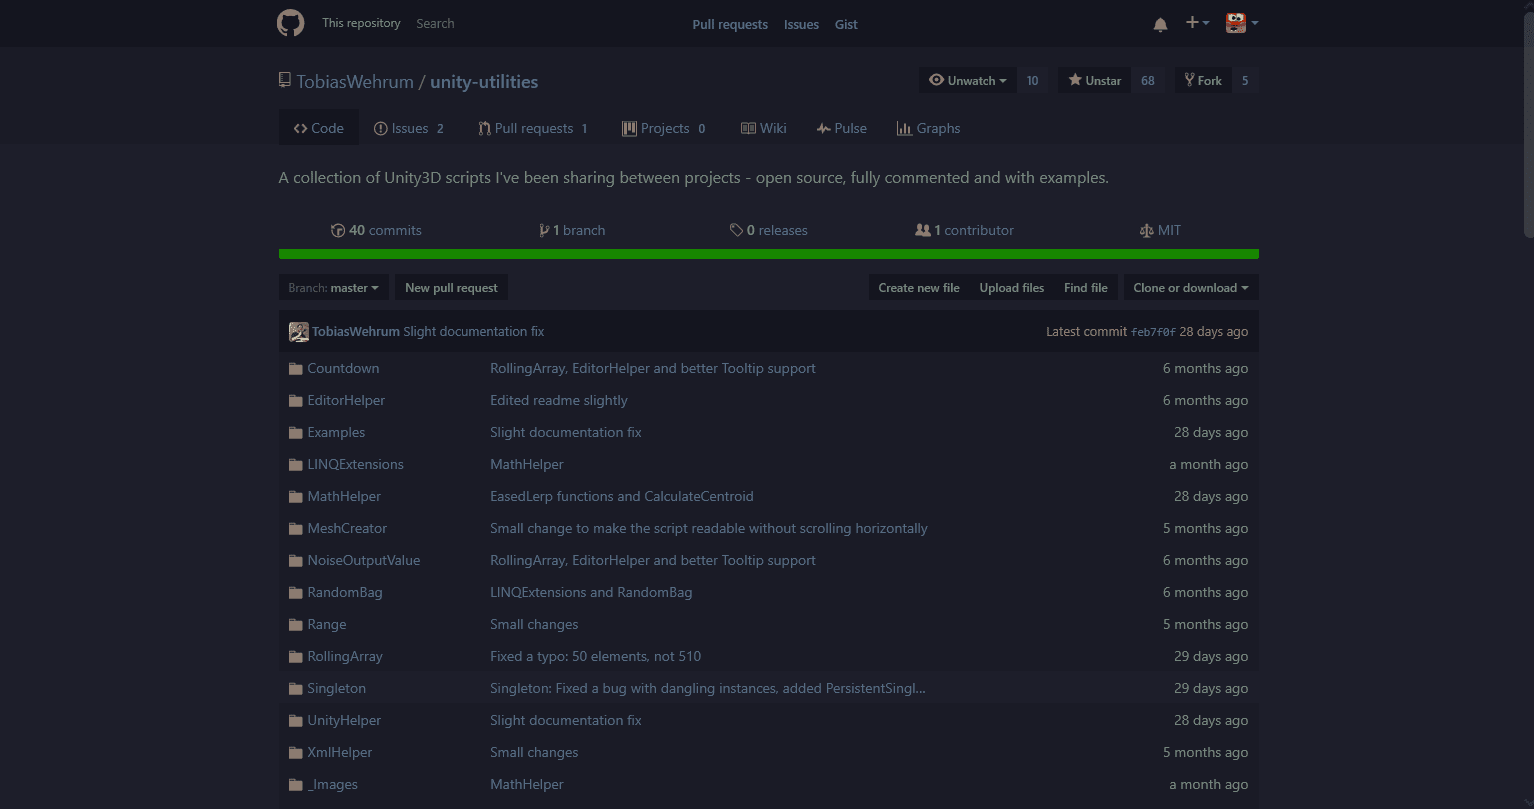 This repository Search Pull requests Issues Gist
TobiasWehrum / unity-utilities Unwatch 10 Unstar 68 Fork 5
Code Issues 2 Pull requests 1 Projects 0 Wiki Pulse Graphs
A collection of Unity3D scripts I've been sharing between projects - open source, fully commented and with examples.
40 commits 1 branch 0 releases 1 contributor MIT
Branch: master New pull request Create new file Upload files Find file Clone or download
TobiasWehrum Slight documentation fix Latest commit feb7f0f 28 days ago
Countdown RollingArray, EditorHelper and better Tooltip support 6 months ago
EditorHelper Edited readme slightly 6 months ago
Examples Slight documentation fix 28 days ago
LINQExtensions MathHelper a month ago
MathHelper EasedLerp functions and CalculateCentroid 28 days ago
MeshCreator Small change to make the script readable without scrolling horizontally 5 months ago
NoiseOutputValue RollingArray, EditorHelper and better Tooltip support 6 months ago
RandomBag LINQExtensions and RandomBag 6 months ago
Range Small changes 5 months ago
RollingArray Fixed a typo: 50 elements, not 510 29 days ago
Singleton Singleton: Fixed a bug with dangling instances, added PersistentSingl... 29 days ago
UnityHelper Slight documentation fix 28 days ago
XmlHelper Small changes 5 months ago
_Images MathHelper a month ago